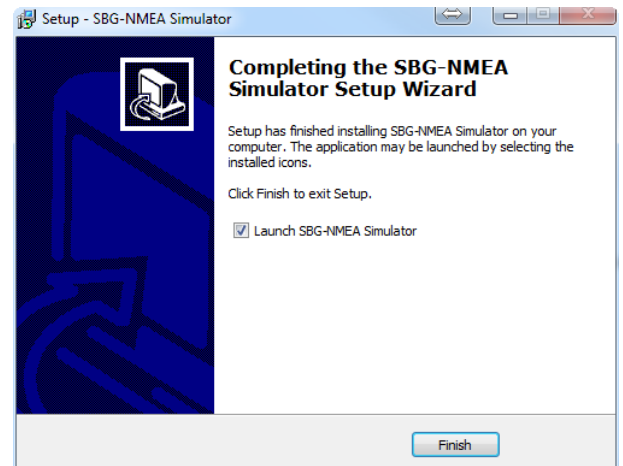 Setup - SBG-NMEA Simulator
Completing the SBG-NMEA
Simulator Setup Wizard
Setup has finished installing SBG-NMEA Simulator on your
computer. The application may be launched by selecting the
installed icons.
Click Finish to exit Setup.
Launch SBG-NMEA Simulator
Finish